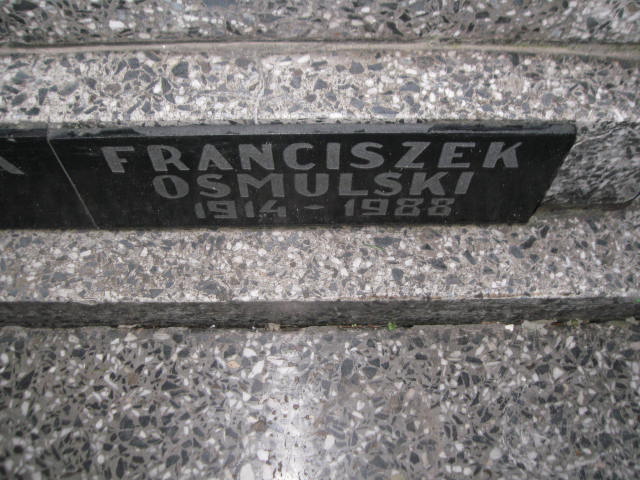 FRANCISZEK
OSMULSKI
1914 - 1988